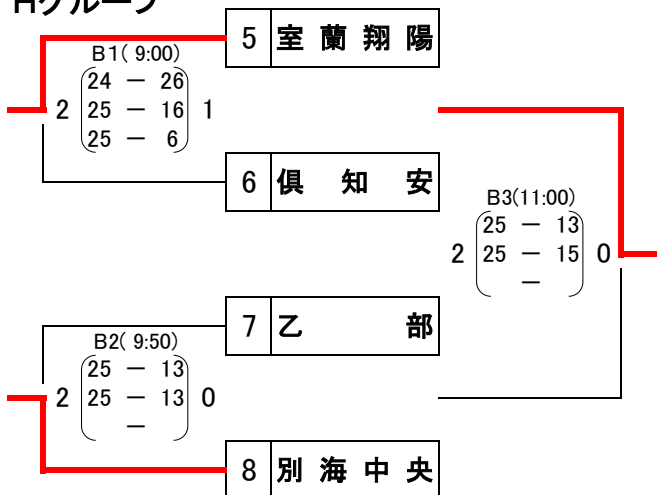 Hグループ
5 室蘭翔陽
B1( 9:00)
24 － 26
2 25 － 16 1
25 － 6
6 倶知安
B3(11:00)
25 － 13
2 25 － 15 0
－
7 乙部
B2( 9:50)
25 － 13
2 25 － 13 0
－
8 別海中央